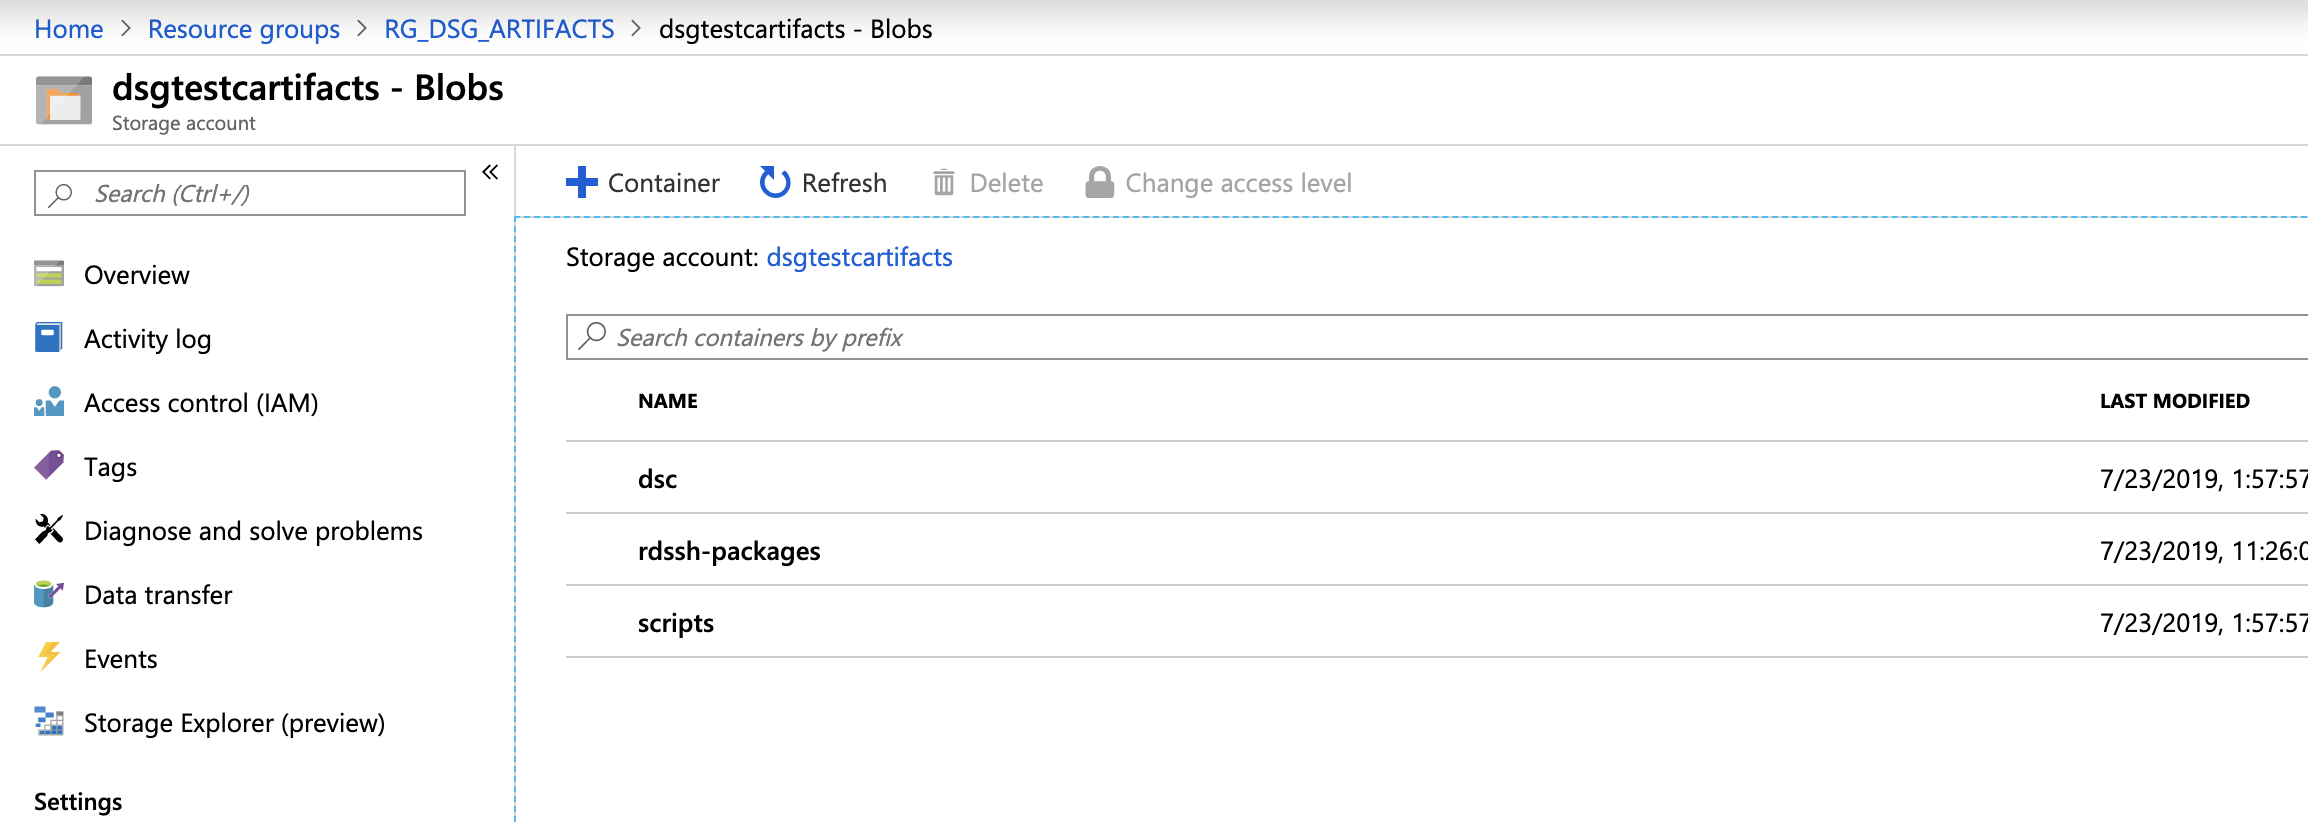 Home > Resource groups > RG_DSG_ARTIFACTS > dsgtestcartifacts - Blobs
dsgtestcartifacts - Blobs
Storage account
Search (Ctrl+/)
«
Overview
Activity log
Access control (IAM)
Tags
Diagnose and solve problems
Data transfer
Events
Storage Explorer (preview)
Settings
Container Refresh Delete Change access level
Storage account: dsgtestcartifacts
Search containers by prefix
NAME LAST MODIFIED
dsc 7/23/2019, 1:57:57
rdssh-packages 7/23/2019, 11:26:0
scripts 7/23/2019, 1:57:57